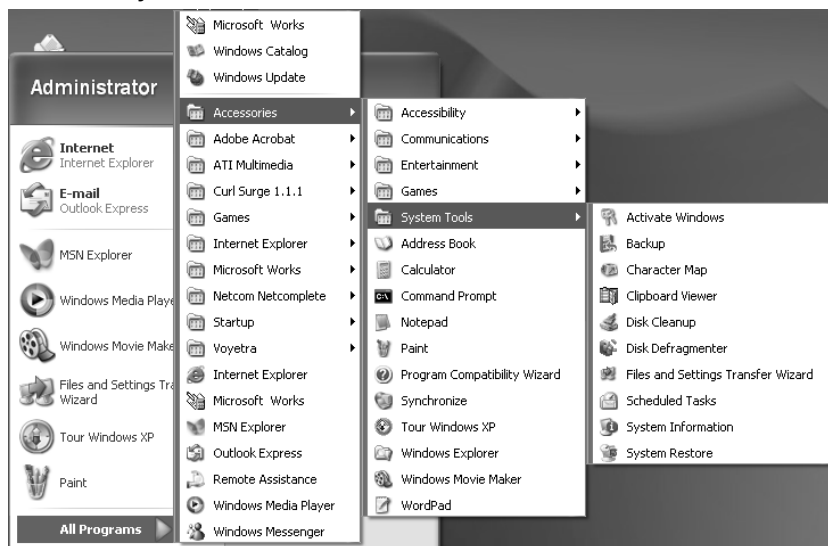 Administrator
Internet
Internet Explorer
E-mail
Outlook Express
MSN Explorer
Windows Media Playe
Windows Movie Make
Files and Settings Tra
Wizard
Tour Windows XP
Paint
All Programs
Microsoft Works
Windows Catalog
Windows Update
Accessories
Adobe Acrobat
ATI Multimedia
Curl Surge 1.1.1
Games
Internet Explorer
Microsoft Works
Netcom Netcomplete
Startup
Voyetra
Internet Explorer
Microsoft Works
MSN Explorer
Outlook Express
Remote Assistance
Windows Media Player
Windows Messenger
Accessibility
Communications
Entertainment
Games
System Tools
Address Book
Calculator
Command Prompt
Notepad
Paint
Program Compatibility Wizard
Synchronize
Tour Windows XP
Windows Explorer
Windows Movie Maker
WordPad
Activate Windows
Backup
Character Map
Clipboard Viewer
Disk Cleanup
Disk Defragmenter
Files and Settings Transfer Wizard
Scheduled Tasks
System Information
System Restore